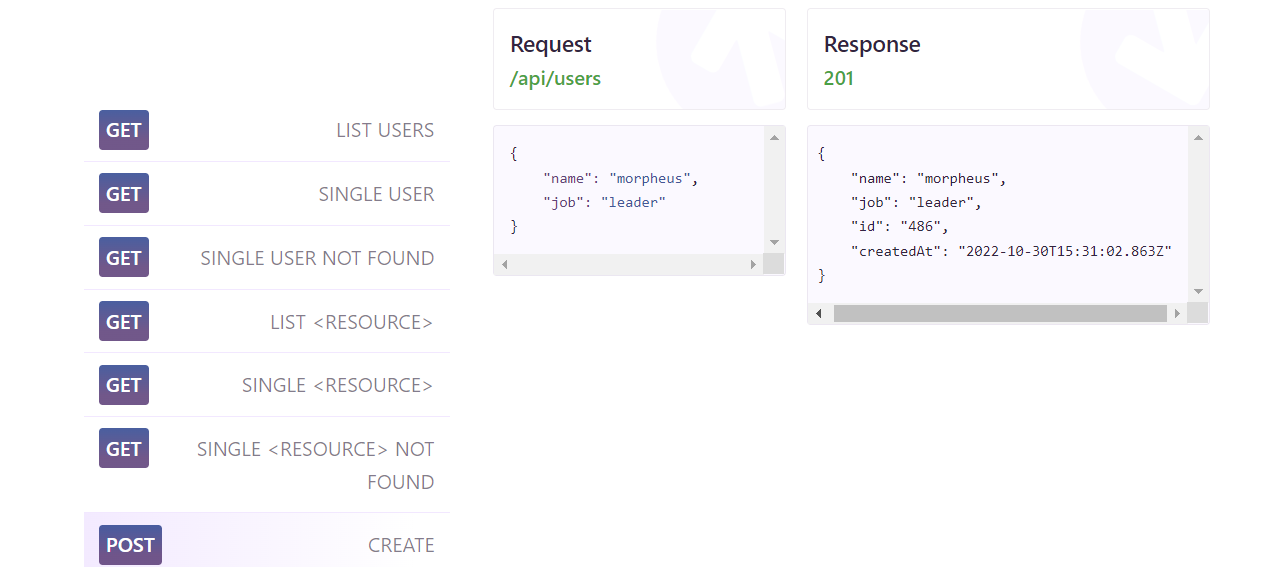 GET LIST USERS
GET SINGLE USER
GET SINGLE USER NOT FOUND
GET LIST <RESOURCE>
GET SINGLE <RESOURCE>
GET SINGLE <RESOURCE> NOT
FOUND
POST CREATE
Request
/api/users
{
"name": "morpheus",
"job": "leader"
}
Response
201
{
"name": "morpheus",
"job": "leader",
"id": "486",
"createdAt": "2022-10-30T15:31:02.863Z"
}